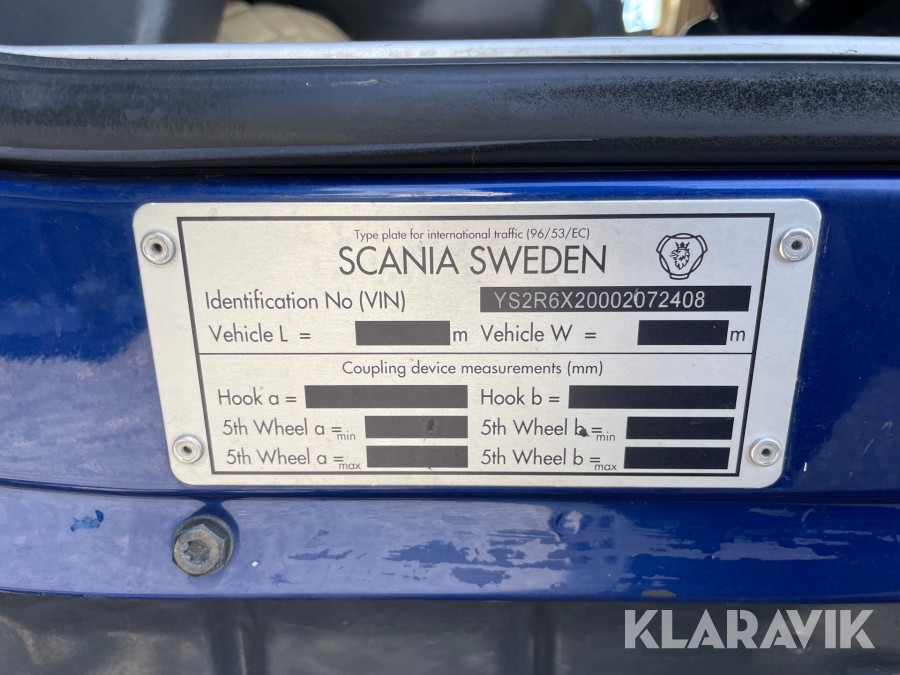 Type plate for international traffic (96/53/EC)
SCANIA SWEDEN
Identification No (VIN) YS2R6X20002072408
Vehicle L = m Vehicle W = m
Coupling device measurements (mm)
Hook a = Hook b =
5th Wheel a =min 5th Wheel b =min
5th Wheel a =max 5th Wheel b =max
KLARAVIK